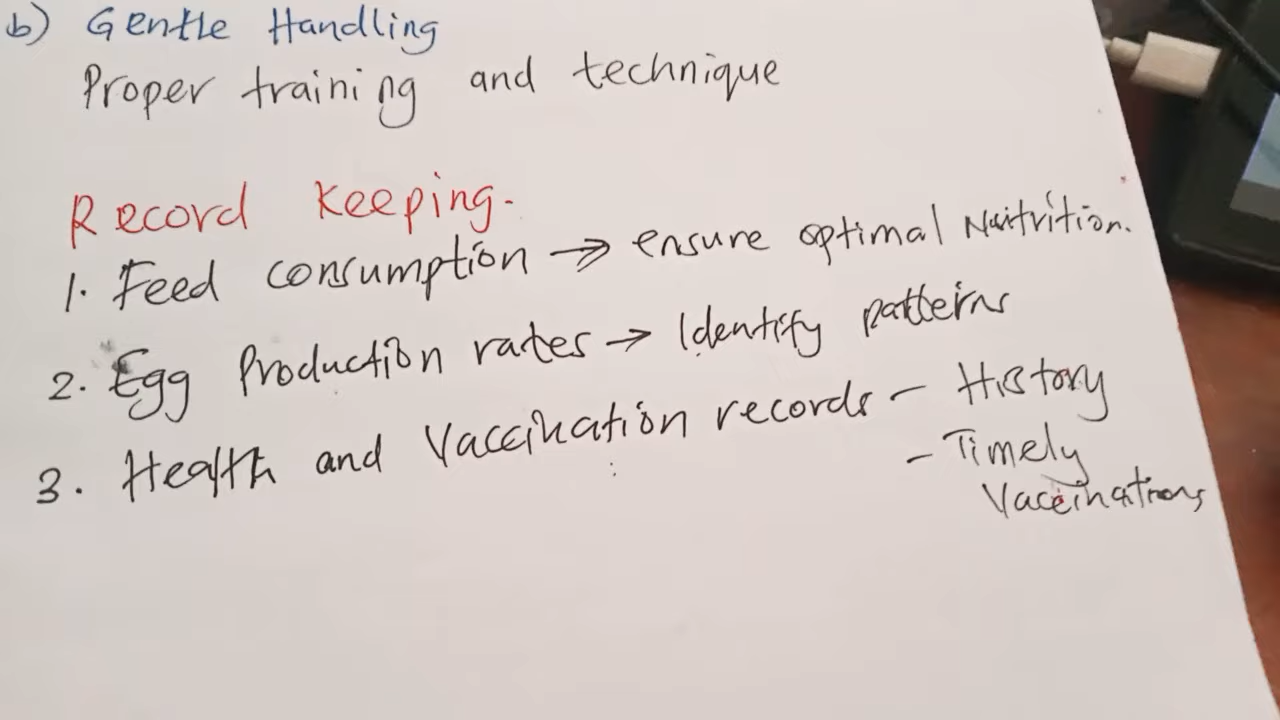 b) Gentle Handling
Proper training and technique
Record Keeping.
1. Feed consumption → ensure optimal Nutrition.
2. Egg Production rates → Identify patterns
3. Health and Vaccination records - History
- Timely
Vaccinations